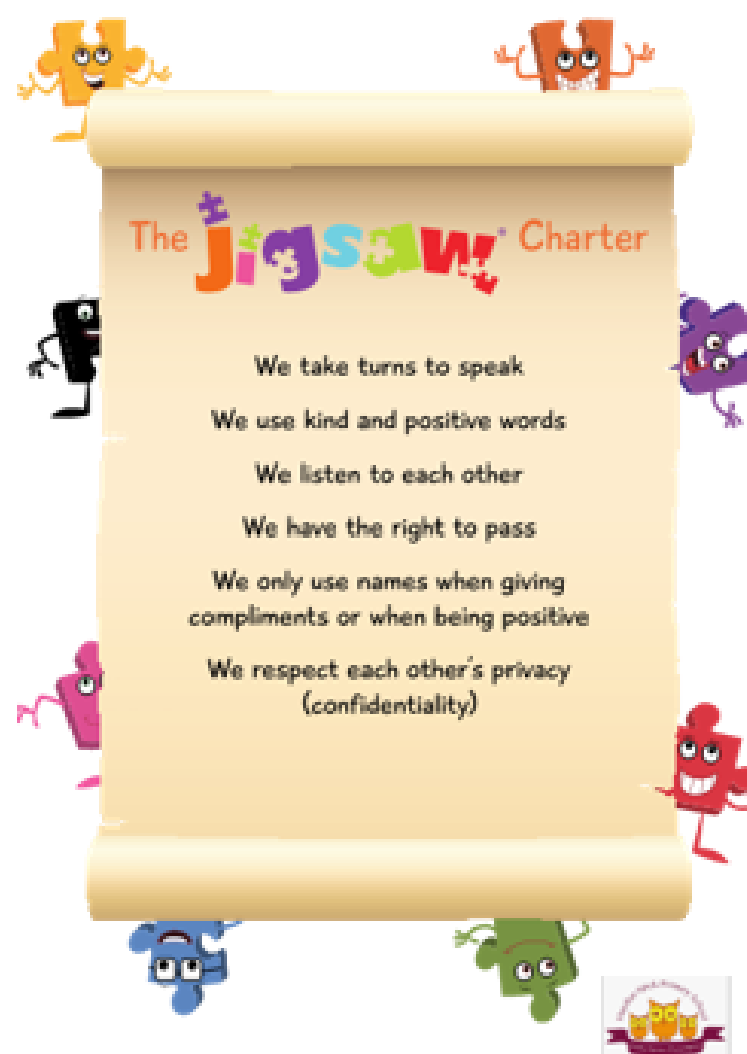 The jigsaw® Charter
We take turns to speak
We use kind and positive words
We listen to each other
We have the right to pass
We only use names when giving
compliments or when being positive
We respect each other's privacy
(confidentiality)